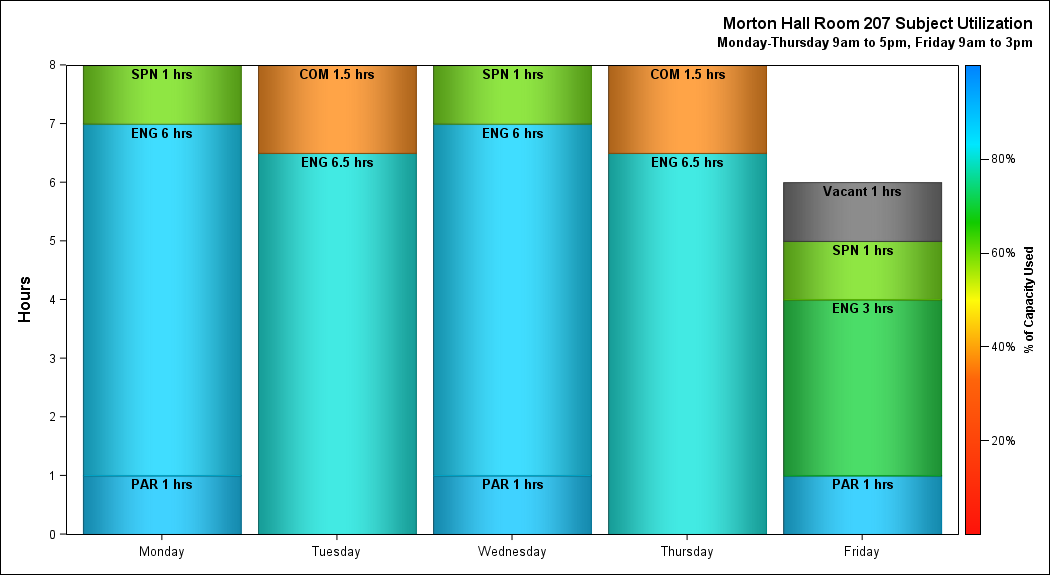 Morton Hall Room 207 Subject Utilization
Monday-Thursday 9am to 5pm, Friday 9am to 3pm
Hours
8
7
6
5
4
3
2
1
0
SPN 1 hrs
ENG 6 hrs
PAR 1 hrs
COM 1.5 hrs
ENG 6.5 hrs
SPN 1 hrs
ENG 6 hrs
PAR 1 hrs
COM 1.5 hrs
ENG 6.5 hrs
Vacant 1 hrs
SPN 1 hrs
ENG 3 hrs
PAR 1 hrs
Monday
Tuesday
Wednesday
Thursday
Friday
80%
60%
40%
20%
% of Capacity Used